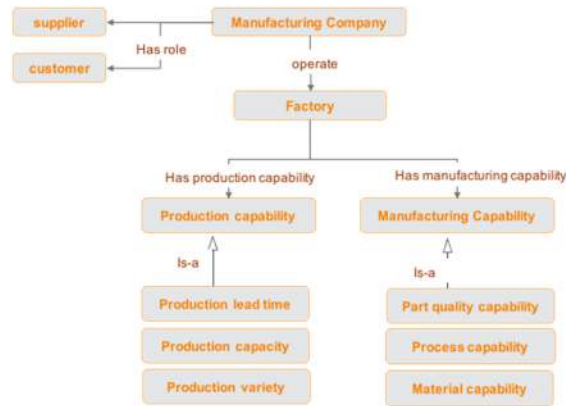 supplier
Manufacturing Company
Has role
customer
operate
Factory
Has production capability
Has manufacturing capability
Production capability
Manufacturing Capability
Is-a
Is-a
Production lead time
Part quality capability
Production capacity
Process capability
Production variety
Material capability